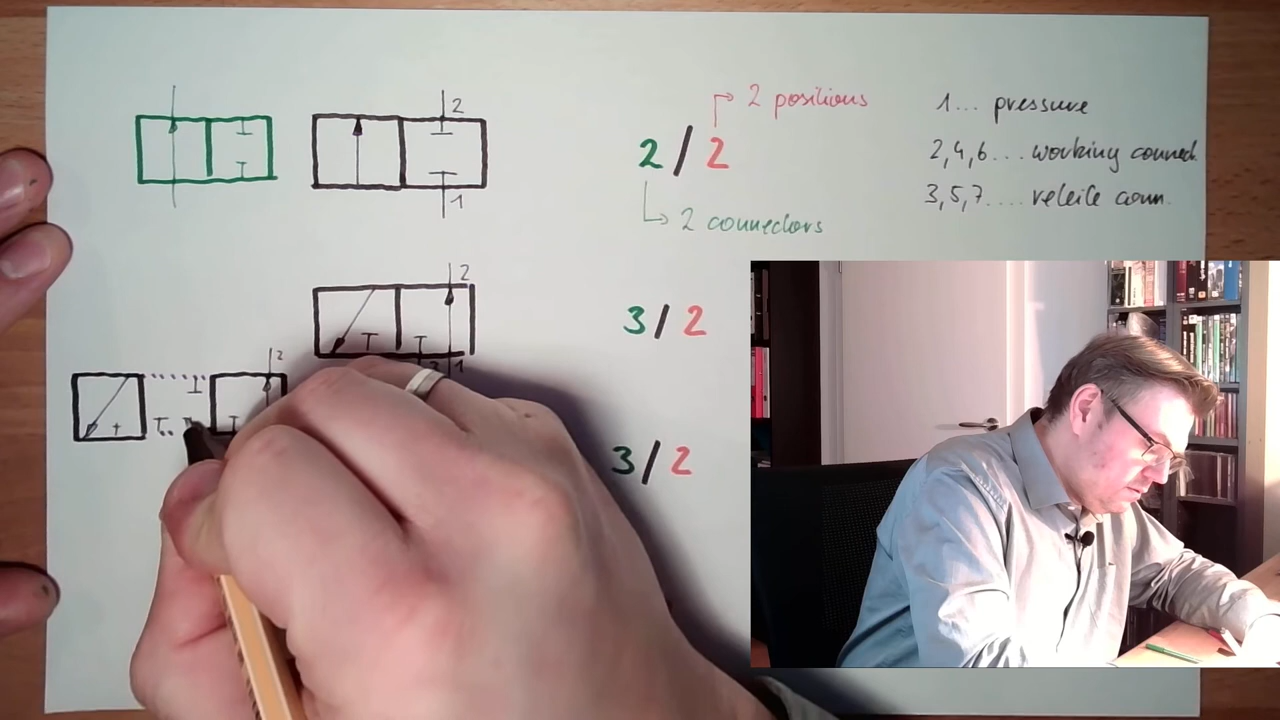 2 positions
1... pressure
2
2 / 2
2,4,6... working connect.
1
2 connectors
3,5,7.... releile conn.
2
3 / 2
1
2
3 / 2